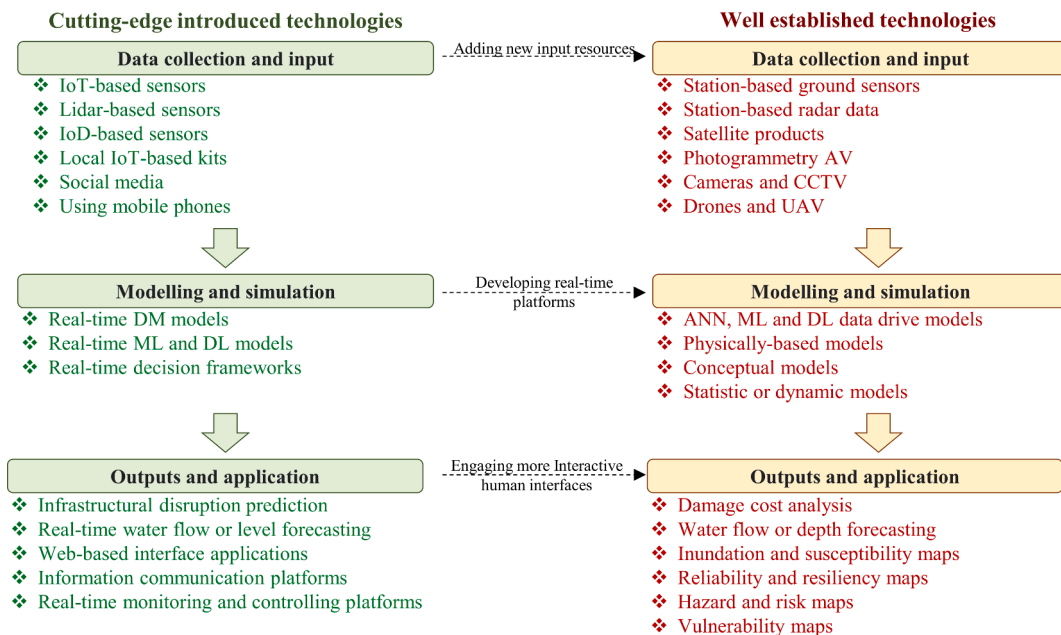 Cutting-edge introduced technologies
Data collection and input
❖ IoT-based sensors
❖ Lidar-based sensors
❖ IoD-based sensors
❖ Local IoT-based kits
❖ Social media
❖ Using mobile phones
Modelling and simulation
❖ Real-time DM models
❖ Real-time ML and DL models
❖ Real-time decision frameworks
Outputs and application
❖ Infrastructural disruption prediction
❖ Real-time water flow or level forecasting
❖ Web-based interface applications
❖ Information communication platforms
❖ Real-time monitoring and controlling platforms
Adding new input resources
Developing real-time
platforms
Engaging more Interactive
human interfaces
Well established technologies
Data collection and input
❖ Station-based ground sensors
❖ Station-based radar data
❖ Satellite products
❖ Photogrammetry AV
❖ Cameras and CCTV
❖ Drones and UAV
Modelling and simulation
❖ ANN, ML and DL data drive models
❖ Physically-based models
❖ Conceptual models
❖ Statistic or dynamic models
Outputs and application
❖ Damage cost analysis
❖ Water flow or depth forecasting
❖ Inundation and susceptibility maps
❖ Reliability and resiliency maps
❖ Hazard and risk maps
❖ Vulnerability maps